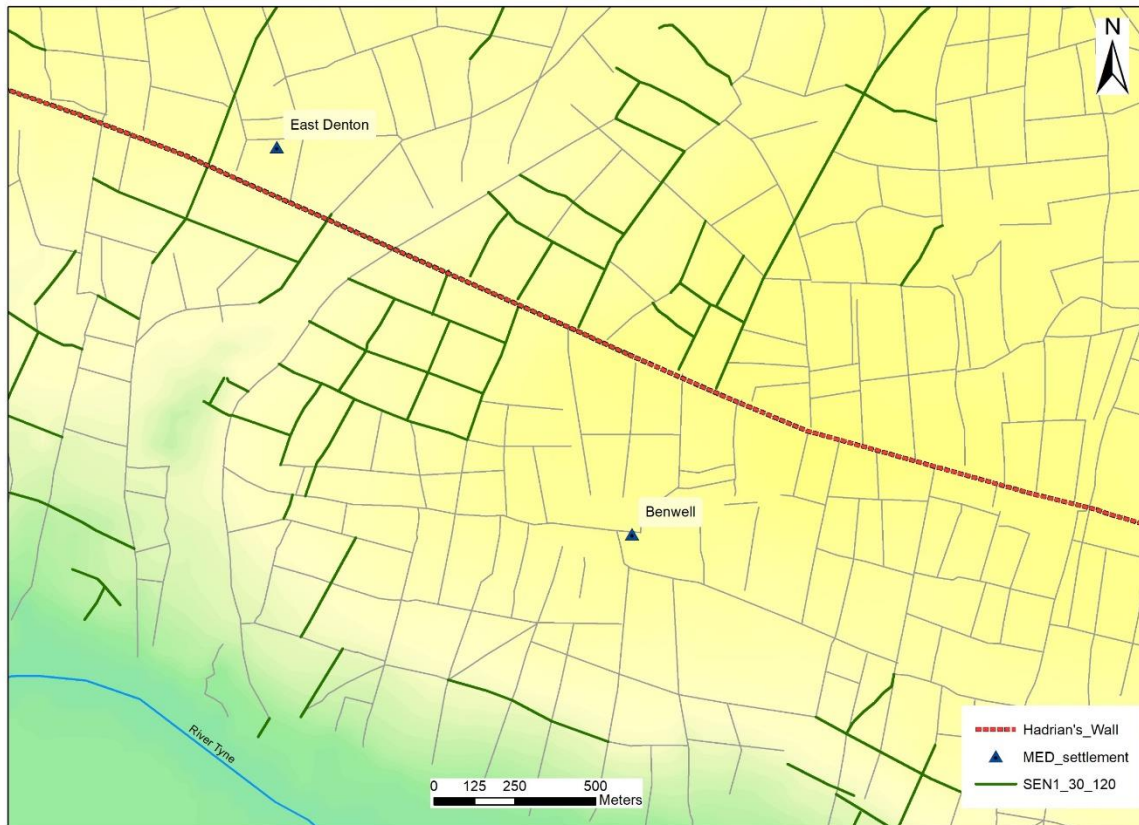 N
East Denton
Benwell
River Tyne
Hadrian's_Wall
MED_settlement
SEN1_30_120
0 125 250 500
Meters